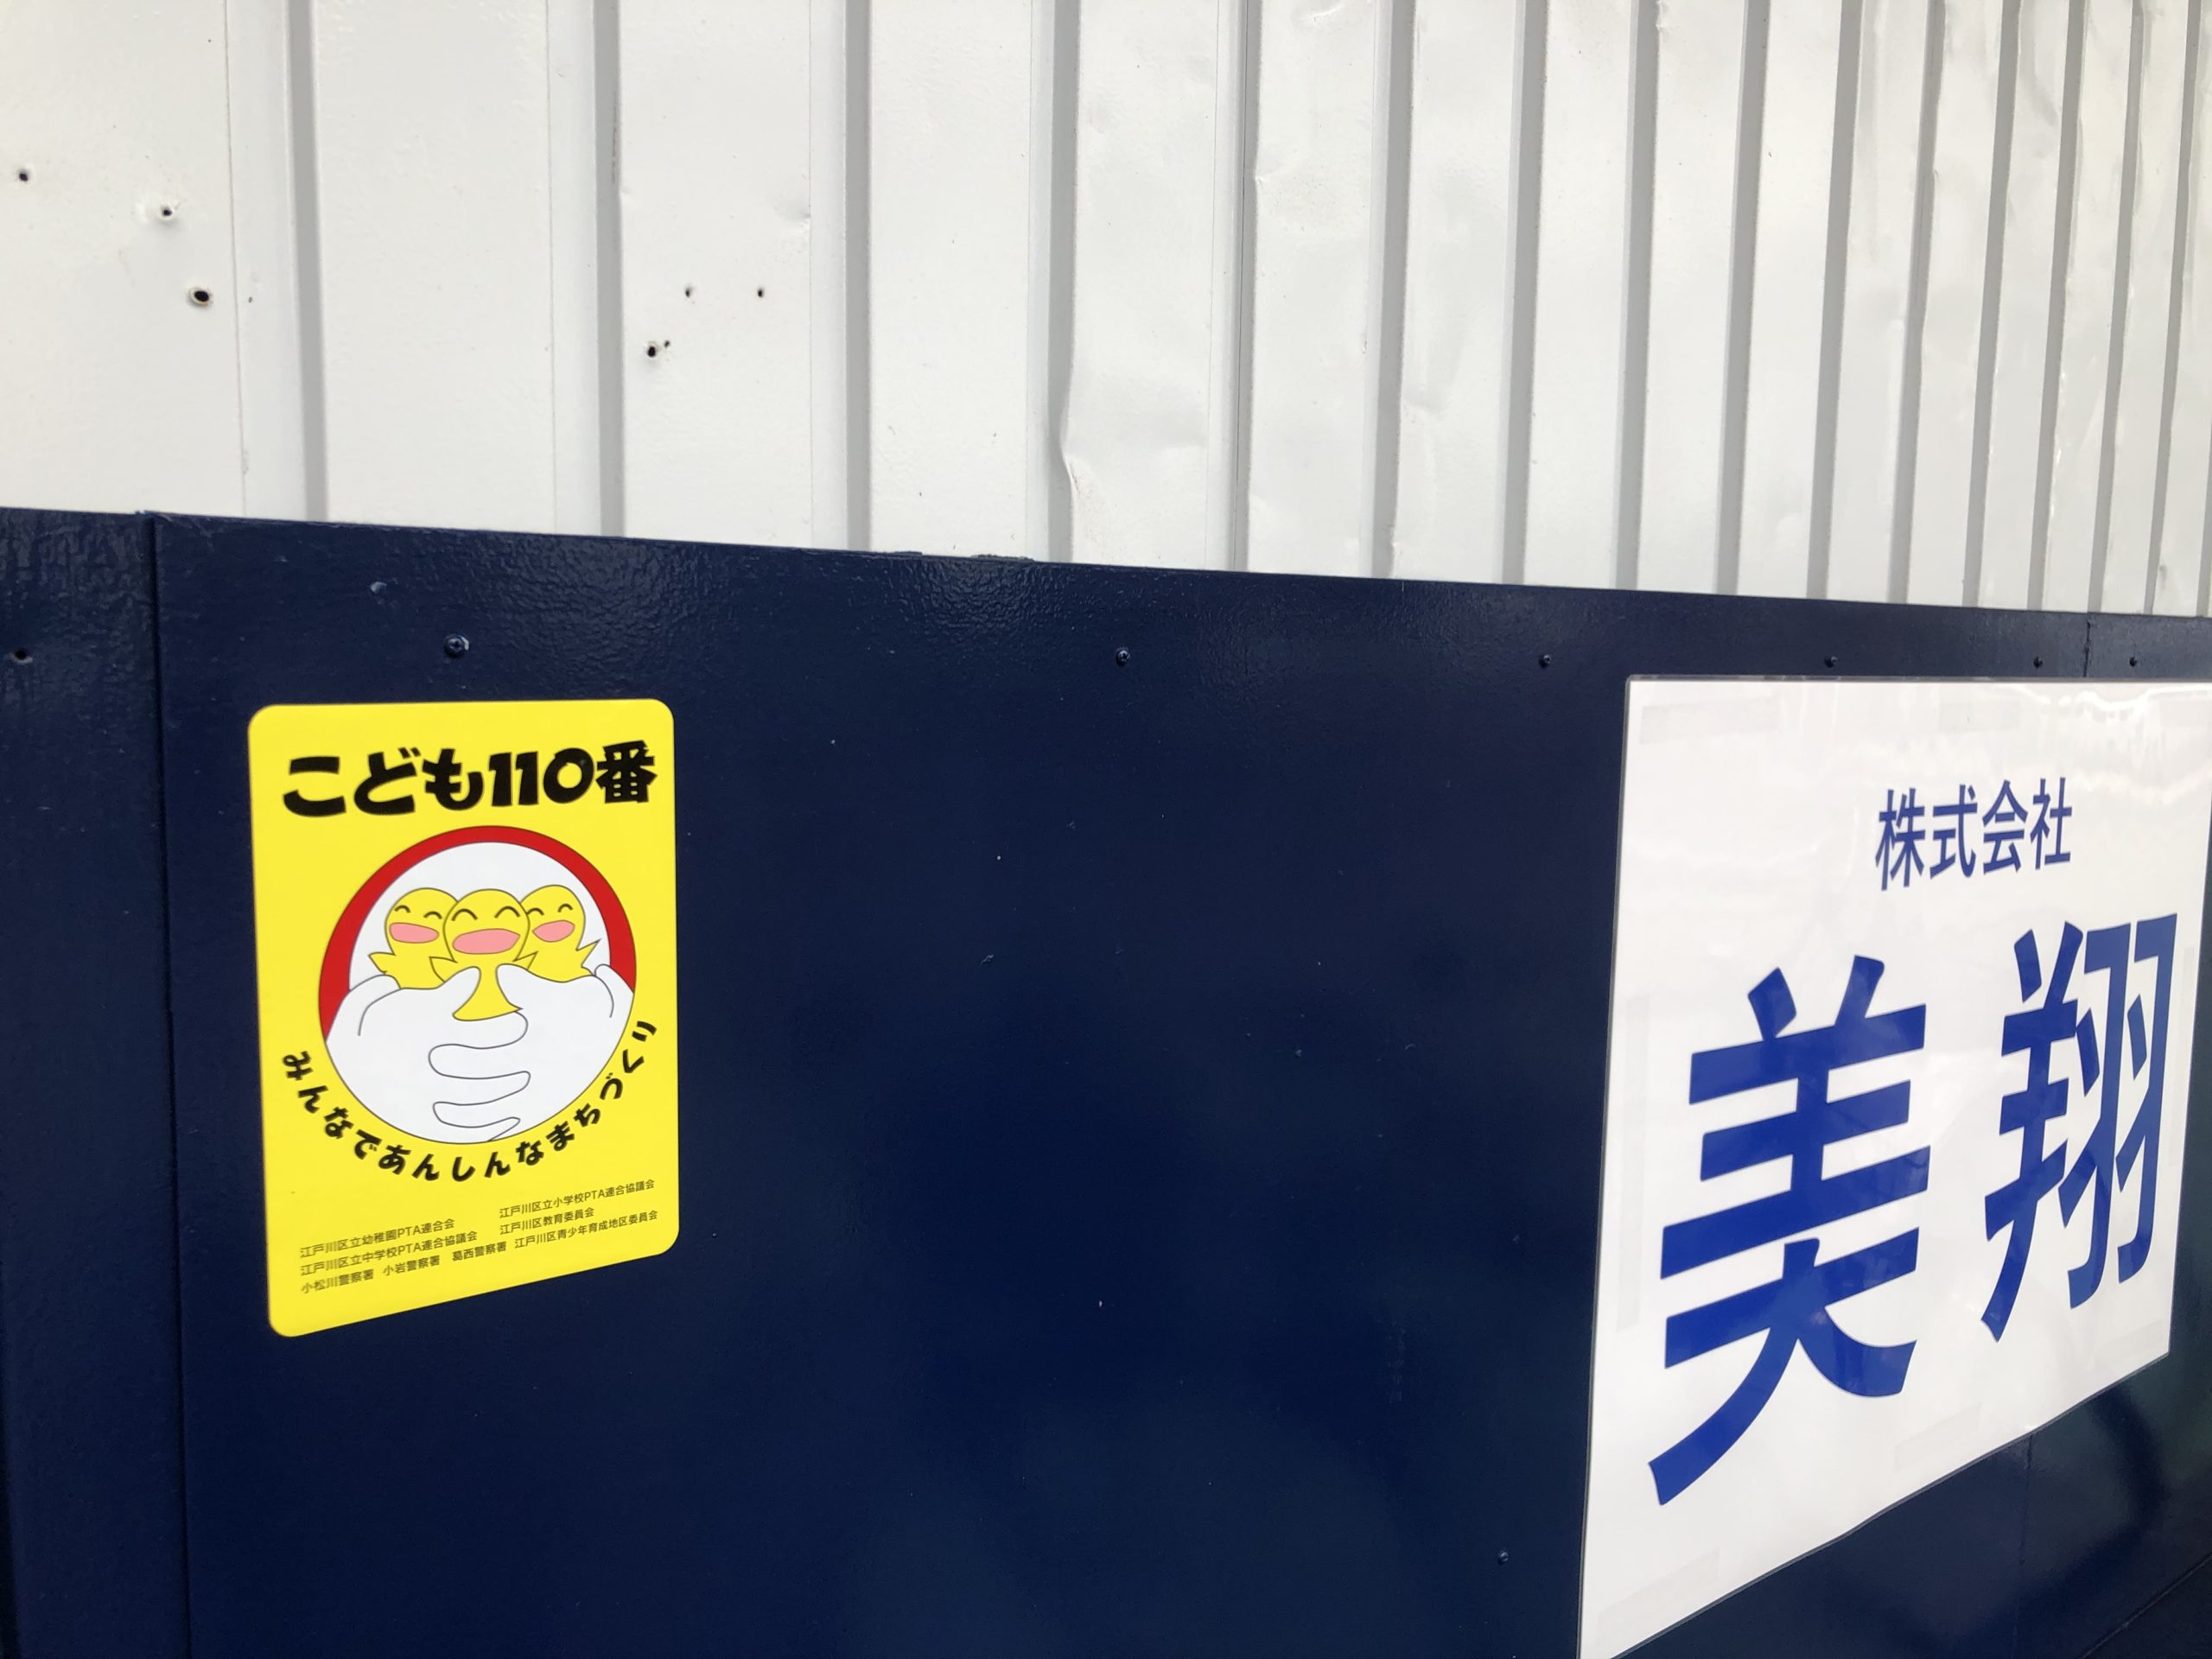 こども110番
みんなであんしんなまちづくり
江戸川区立幼稚園PTA連合会 江戸川区立小学校PTA連合協議会
江戸川区立中学校PTA連合協議会 江戸川区教育委員会
小松川警察署 小岩警察署 葛西警察署 江戸川区青少年育成地区委員会
株式会社
美翔